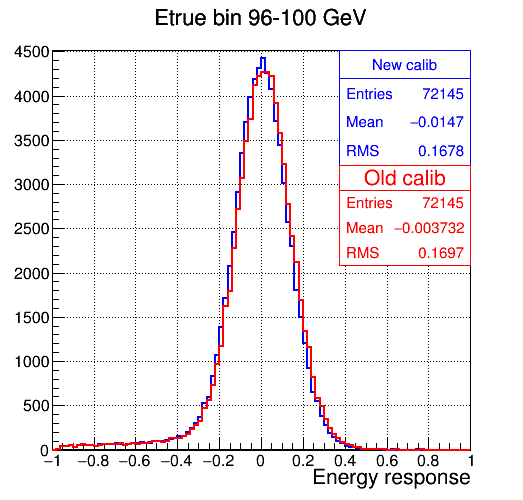 Etrue bin 96-100 GeV
4500
4000
3500
3000
2500
2000
1500
1000
500
0
−1 −0.8 −0.6 −0.4 −0.2 0 0.2 0.4 0.6 0.8 1
Energy response
New calib
Entries 72145
Mean −0.0147
RMS 0.1678
Old calib
Entries 72145
Mean −0.003732
RMS 0.1697